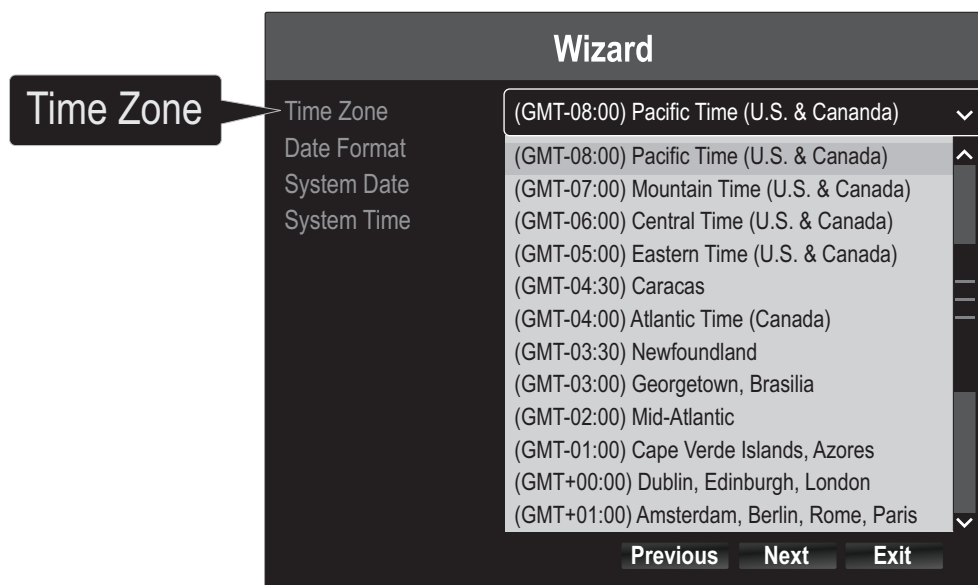 Wizard
Time Zone
Time Zone
(GMT-08:00) Pacific Time (U.S. & Cananda)
Date Format
System Date
System Time
(GMT-08:00) Pacific Time (U.S. & Canada)
(GMT-07:00) Mountain Time (U.S. & Canada)
(GMT-06:00) Central Time (U.S. & Canada)
(GMT-05:00) Eastern Time (U.S. & Canada)
(GMT-04:30) Caracas
(GMT-04:00) Atlantic Time (Canada)
(GMT-03:30) Newfoundland
(GMT-03:00) Georgetown, Brasilia
(GMT-02:00) Mid-Atlantic
(GMT-01:00) Cape Verde Islands, Azores
(GMT+00:00) Dublin, Edinburgh, London
(GMT+01:00) Amsterdam, Berlin, Rome, Paris
Previous Next Exit